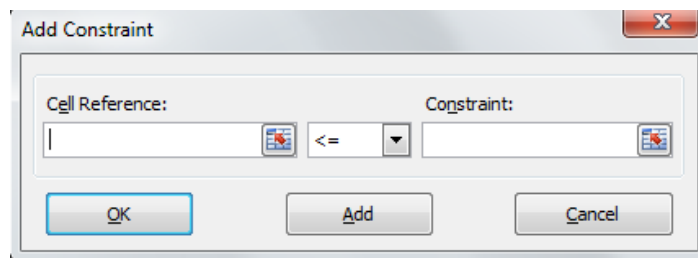 Add Constraint
Cell Reference:
Constraint:
<=
OK
Add
Cancel